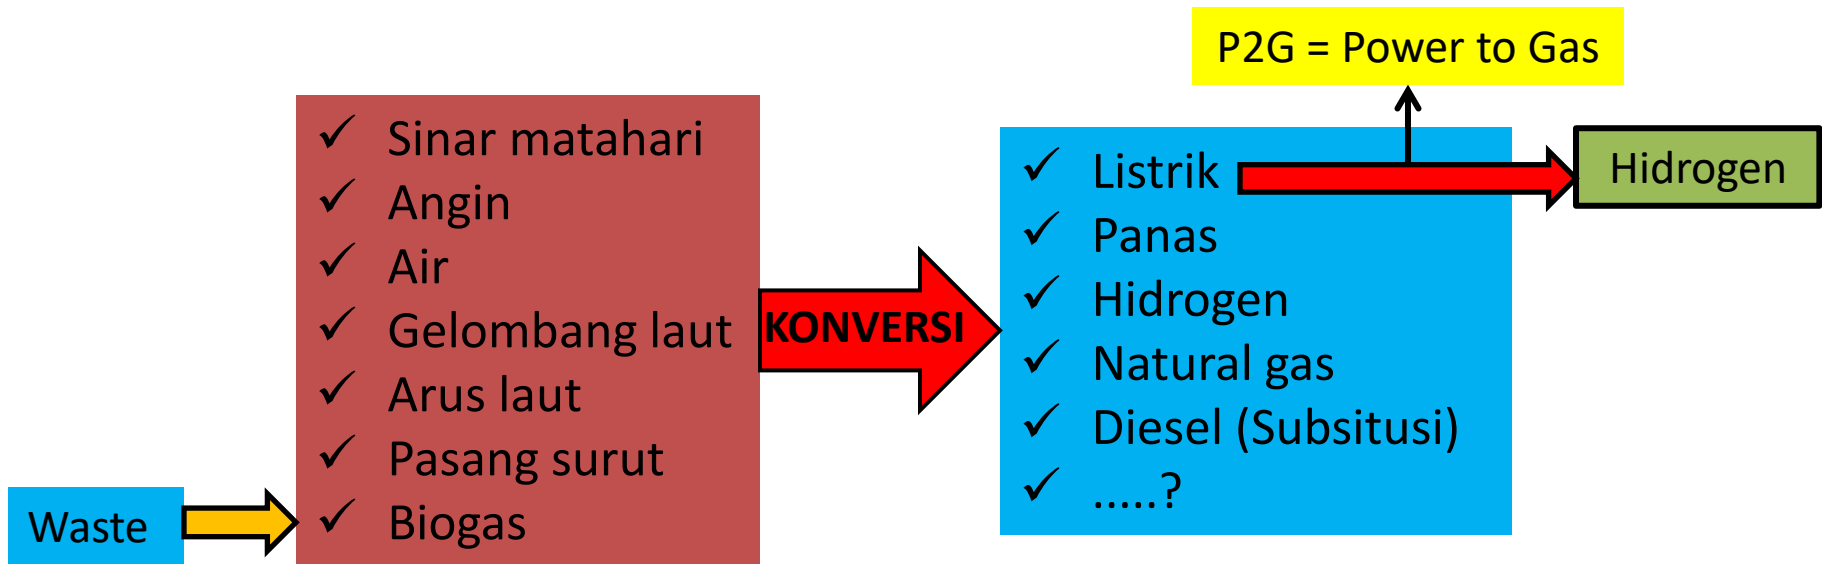 P2G = Power to Gas
Sinar matahari
Angin
Air
Gelombang laut
Arus laut
Pasang surut
Biogas
Waste
KONVERSI
Listrik
Panas
Hidrogen
Natural gas
Diesel (Subsitusi)
.....?
Hidrogen